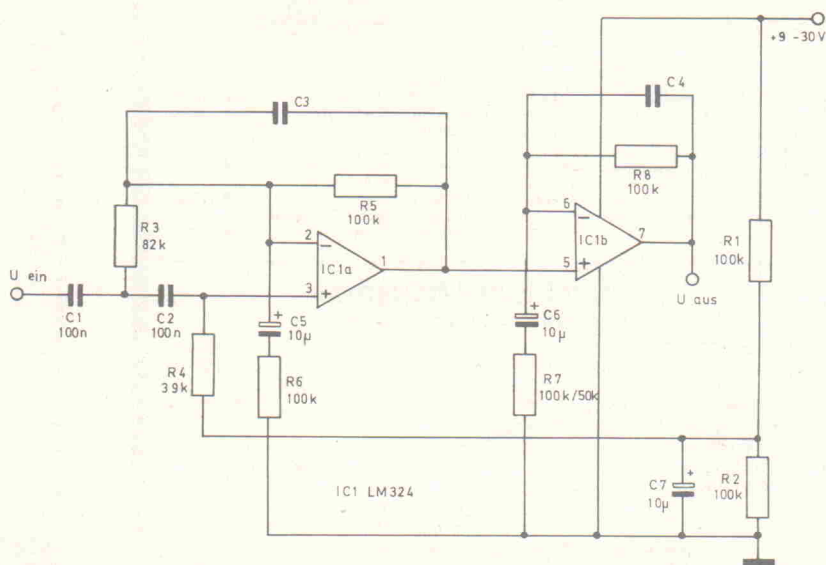 +9 -30V
C3
C4
R5
100k
R8
100k
R3
82k
2
IC1a
1
3
6
IC1b
7
5
R1
100k
U ein
U aus
C1
100n
C2
100n
C5
10µ
C6
10µ
R4
39k
R6
100k
R7
100k/50k
IC1 LM324
C7
10µ
R2
100k